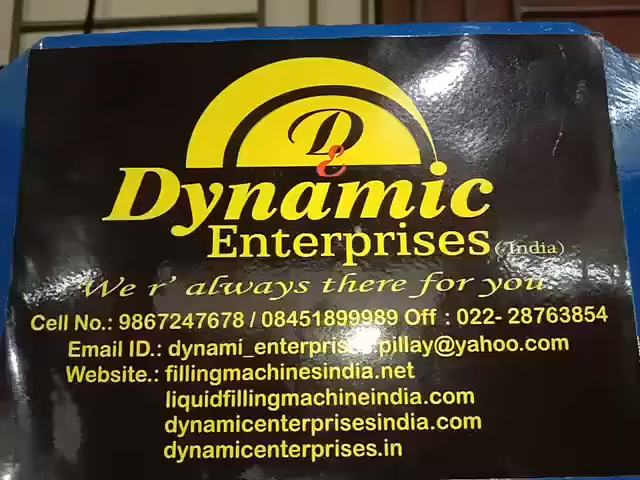 D
E
Dynamic
Enterprises (India)
We r' always there for you.
Cell No.: 9867247678 / 08451899989 Off : 022- 28763854
Email ID.: pillay@yahoo.com
Website.: fillingmachinesindia.net
liquidfillingmachineindia.com
dynamicenterprisesindia.com
dynamicenterprises.in